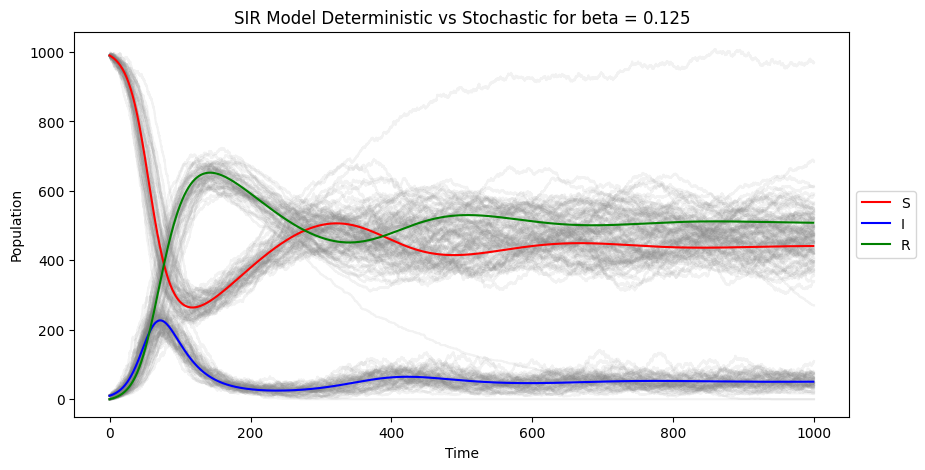 SIR Model Deterministic vs Stochastic for beta = 0.125
Population
1000
800
600
400
200
0
0 200 400 600 800 1000
Time
S
I
R